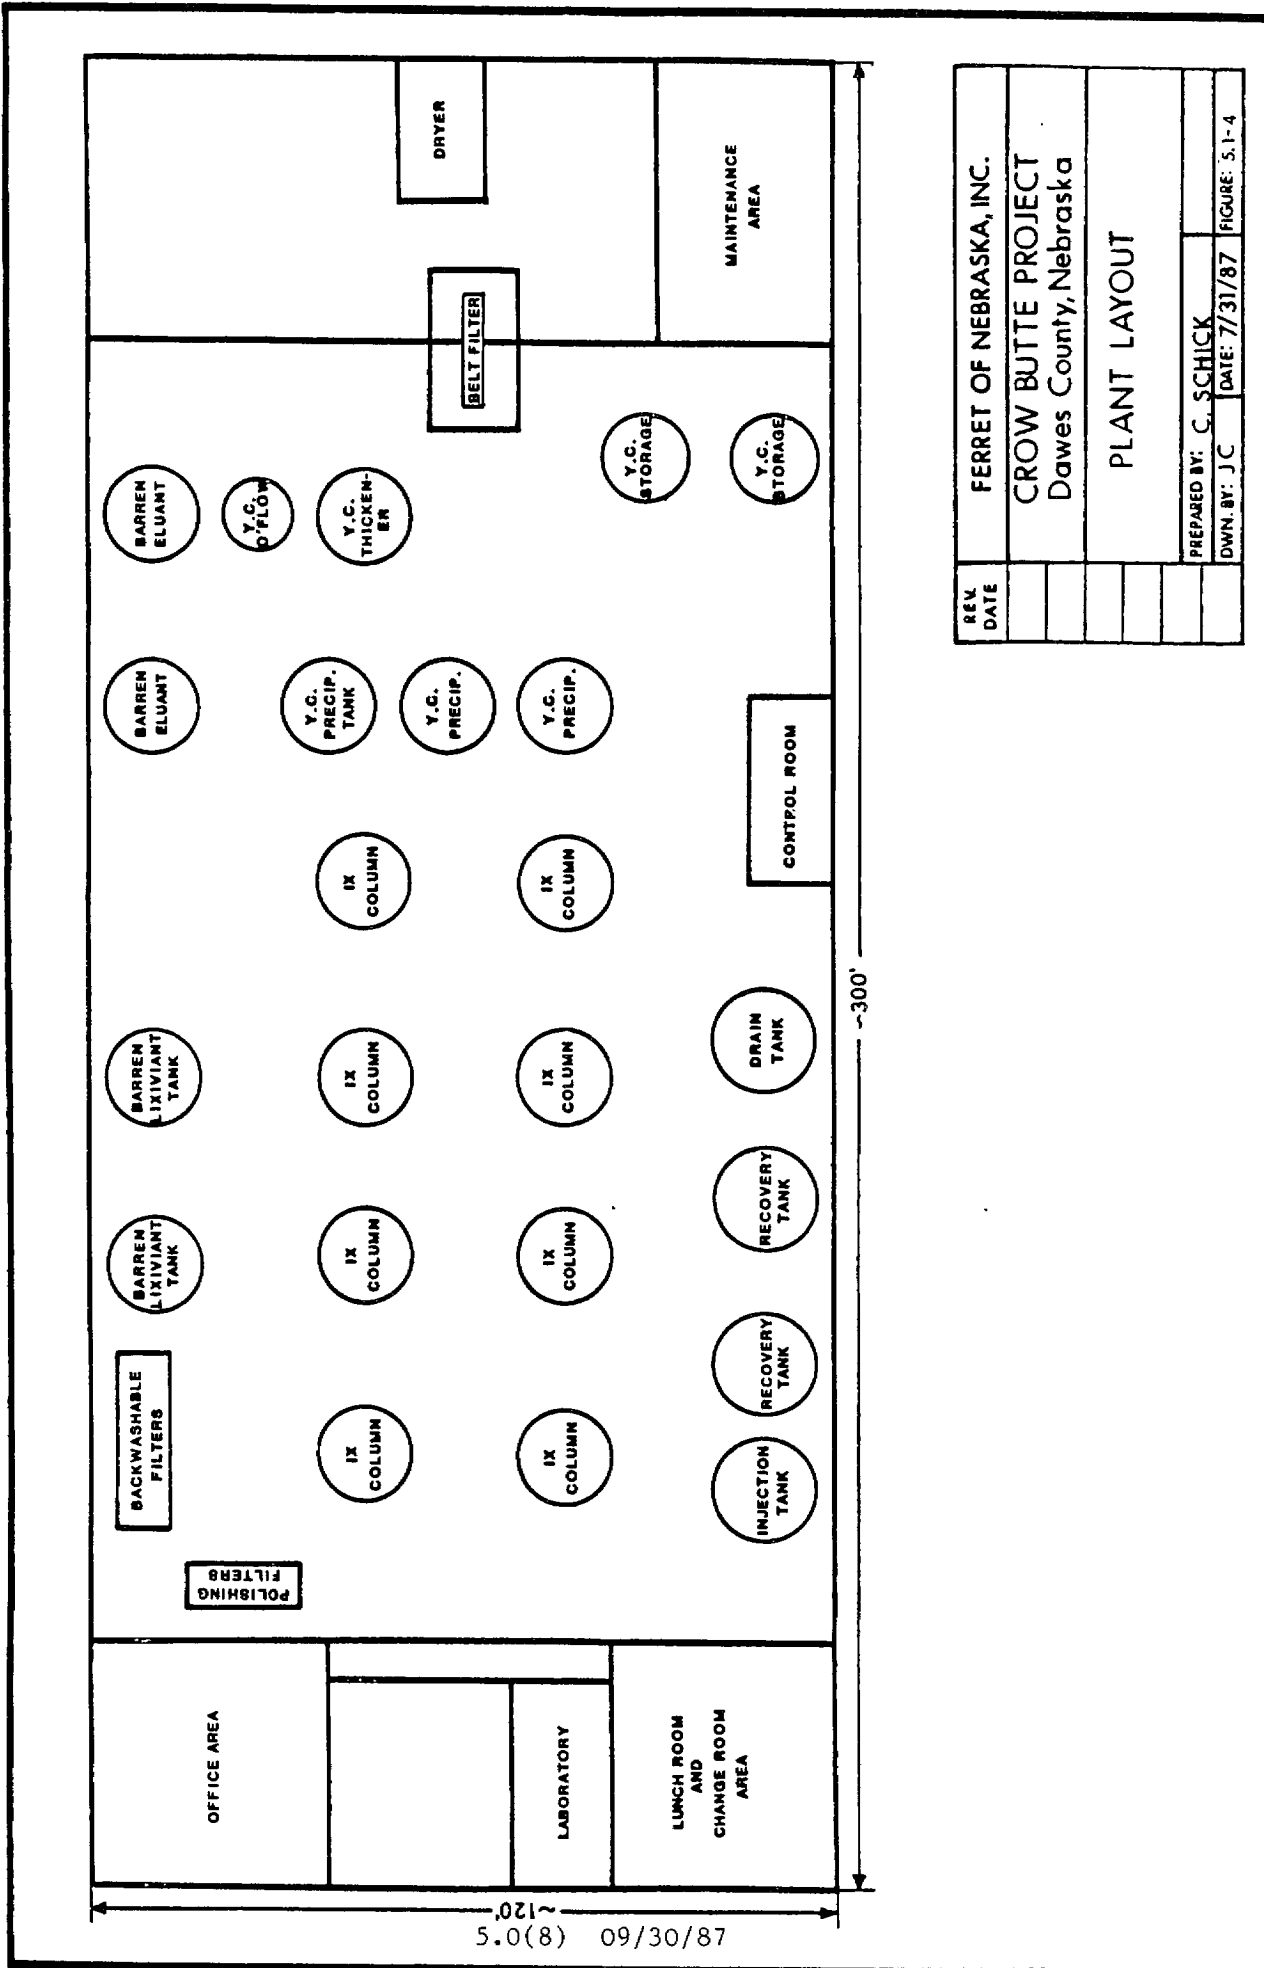 OFFICE AREA
LABORATORY
LUNCH ROOM
AND
CHANGE ROOM
AREA
POLISHING
FILTERS
BACKWASHABLE
FILTERS
BARREN
LIXIVIANT
TANK
BARREN
LIXIVIANT
TANK
BARREN
ELUANT
BARREN
ELUANT
Y.C.
O'FLOW
Y.C.
THICKEN-
ER
Y.C.
PRECIP.
TANK
Y.C.
PRECIP.
Y.C.
PRECIP.
IX
COLUMN
IX
COLUMN
IX
COLUMN
IX
COLUMN
IX
COLUMN
IX
COLUMN
IX
COLUMN
IX
COLUMN
INJECTION
TANK
RECOVERY
TANK
RECOVERY
TANK
DRAIN
TANK
CONTROL ROOM
Y.C.
STORAGE
Y.C.
STORAGE
BELT FILTER
DRYER
MAINTENANCE
AREA
~120'
~300'
REV.
DATE
FERRET OF NEBRASKA, INC.
CROW BUTTE PROJECT
Dawes County, Nebraska
PLANT LAYOUT
PREPARED BY: C. SCHICK
DWN. BY: JC DATE: 7/31/87 FIGURE: 5.1-4
5.0(8) 09/30/87